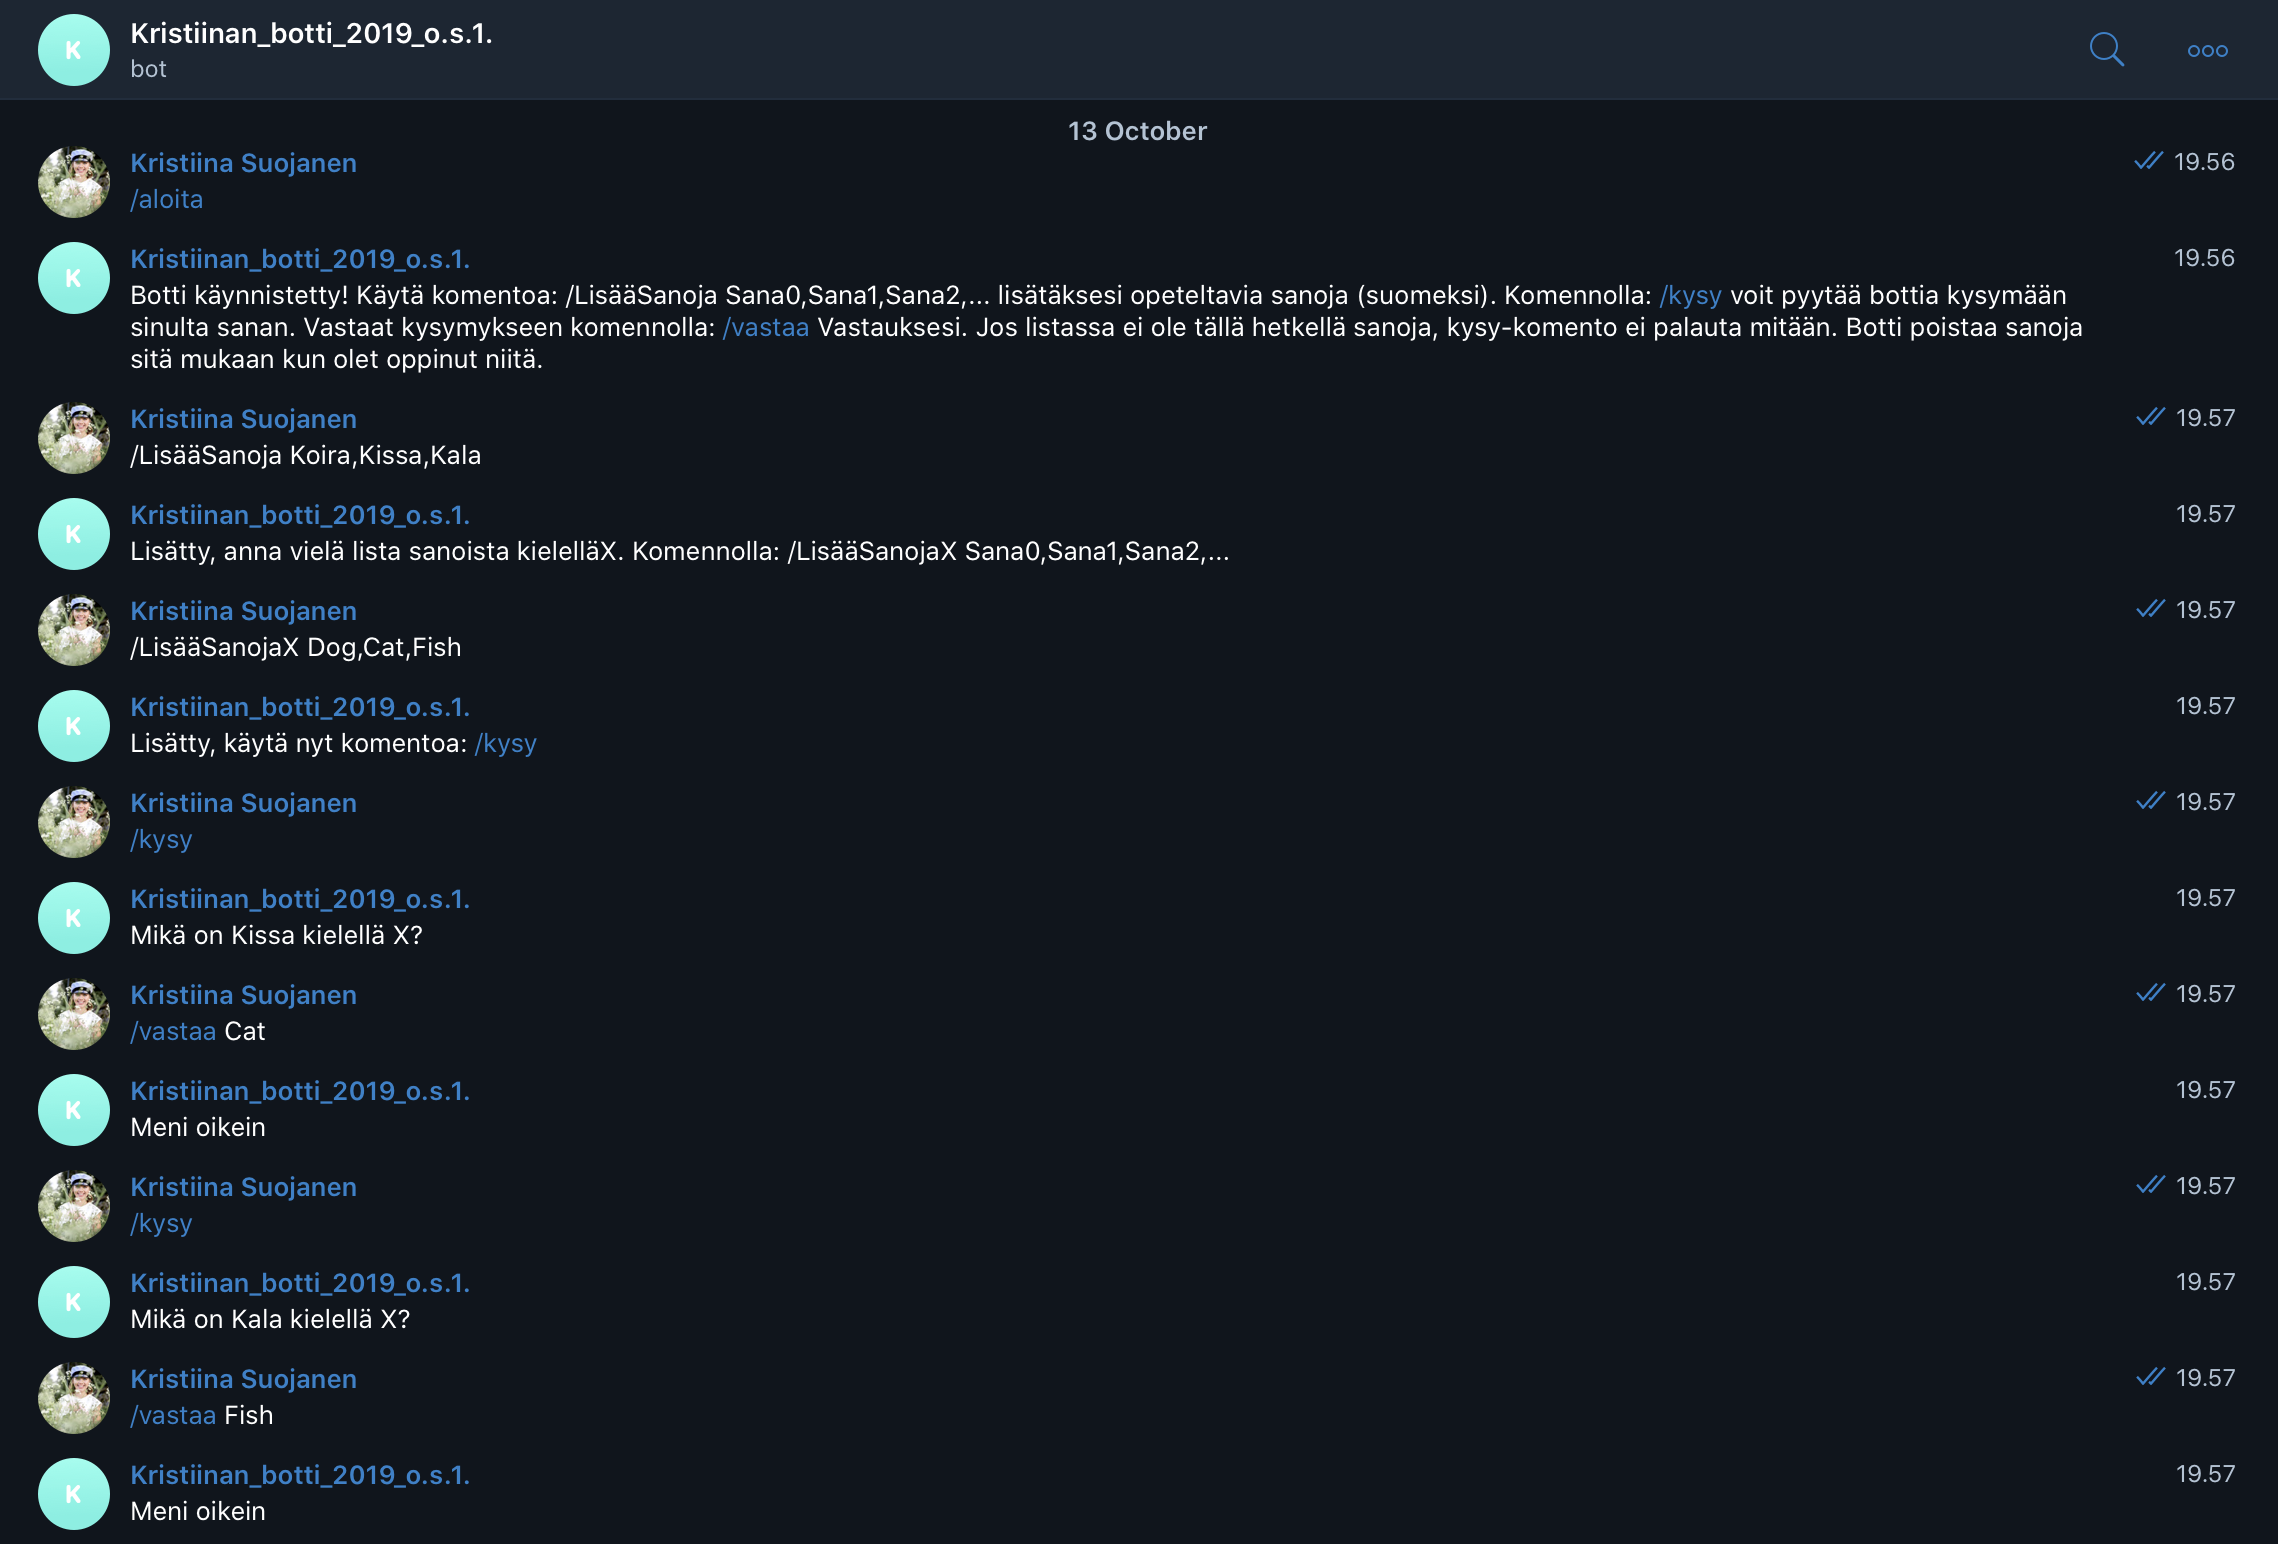 K
Kristiinan_botti_2019_o.s.1.
bot
13 October
Kristiina Suojanen
19.56
/aloita
K
Kristiinan_botti_2019_o.s.1.
19.56
Botti käynnistetty! Käytä komentoa: /LisääSanoja Sana0,Sana1,Sana2,... lisätäksesi opeteltavia sanoja (suomeksi). Komennolla: /kysy voit pyytää bottia kysymään
sinulta sanan. Vastaat kysymykseen komennolla: /vastaa Vastauksesi. Jos listassa ei ole tällä hetkellä sanoja, kysy-komento ei palauta mitään. Botti poistaa sanoja
sitä mukaan kun olet oppinut niitä.
Kristiina Suojanen
19.57
/LisääSanoja Koira,Kissa,Kala
K
Kristiinan_botti_2019_o.s.1.
19.57
Lisätty, anna vielä lista sanoista kielelläX. Komennolla: /LisääSanojaX Sana0,Sana1,Sana2,...
Kristiina Suojanen
19.57
/LisääSanojaX Dog,Cat,Fish
K
Kristiinan_botti_2019_o.s.1.
19.57
Lisätty, käytä nyt komentoa: /kysy
Kristiina Suojanen
19.57
/kysy
K
Kristiinan_botti_2019_o.s.1.
19.57
Mikä on Kissa kielellä X?
Kristiina Suojanen
19.57
/vastaa Cat
K
Kristiinan_botti_2019_o.s.1.
19.57
Meni oikein
Kristiina Suojanen
19.57
/kysy
K
Kristiinan_botti_2019_o.s.1.
19.57
Mikä on Kala kielellä X?
Kristiina Suojanen
19.57
/vastaa Fish
K
Kristiinan_botti_2019_o.s.1.
19.57
Meni oikein